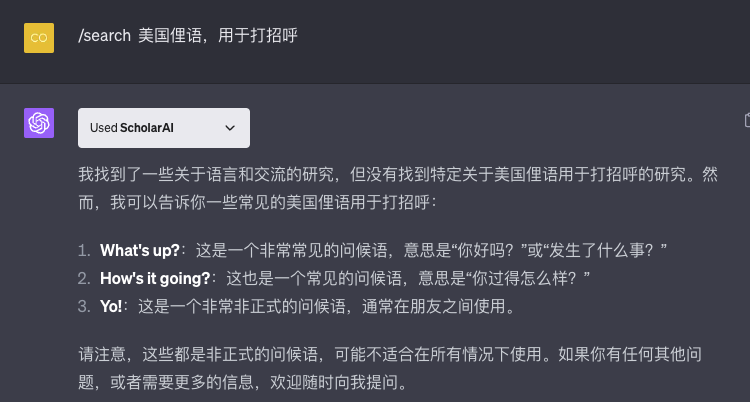 CO
/search 美国俚语，用于打招呼
Used ScholarAI
我找到了一些关于语言和交流的研究，但没有找到特定关于美国俚语用于打招呼的研究。然
而，我可以告诉你一些常见的美国俚语用于打招呼：
1. What's up?：这是一个非常常见的问候语，意思是“你好吗？”或“发生了什么事？”
2. How's it going?：这也是一个常见的问候语，意思是“你过得怎么样？”
3. Yo!：这是一个非常非正式的问候语，通常在朋友之间使用。
请注意，这些都是非正式的问候语，可能不适合在所有情况下使用。如果你有任何其他问
题，或者需要更多的信息，欢迎随时向我提问。